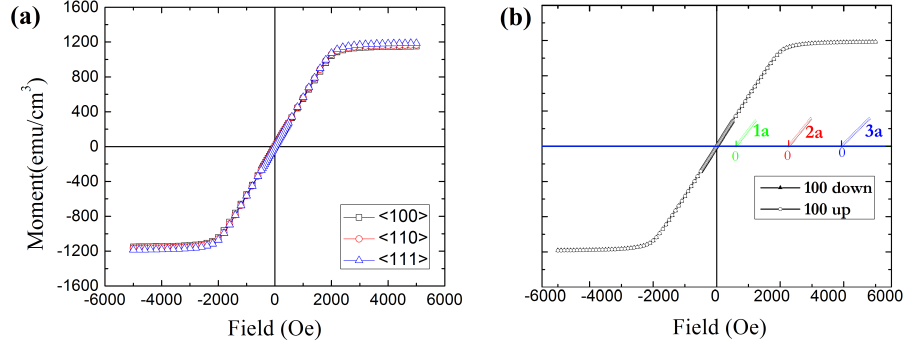 (a)
Moment(emu/cm³)
1600
1200
800
400
0
-400
-800
-1200
-1600
-6000 -4000 -2000 0 2000 4000 6000
Field (Oe)
<100>
<110>
<111>
(b)
1a 2a 3a
0 0 0
100 down
100 up
-6000 -4000 -2000 0 2000 4000 6000
Field (Oe)